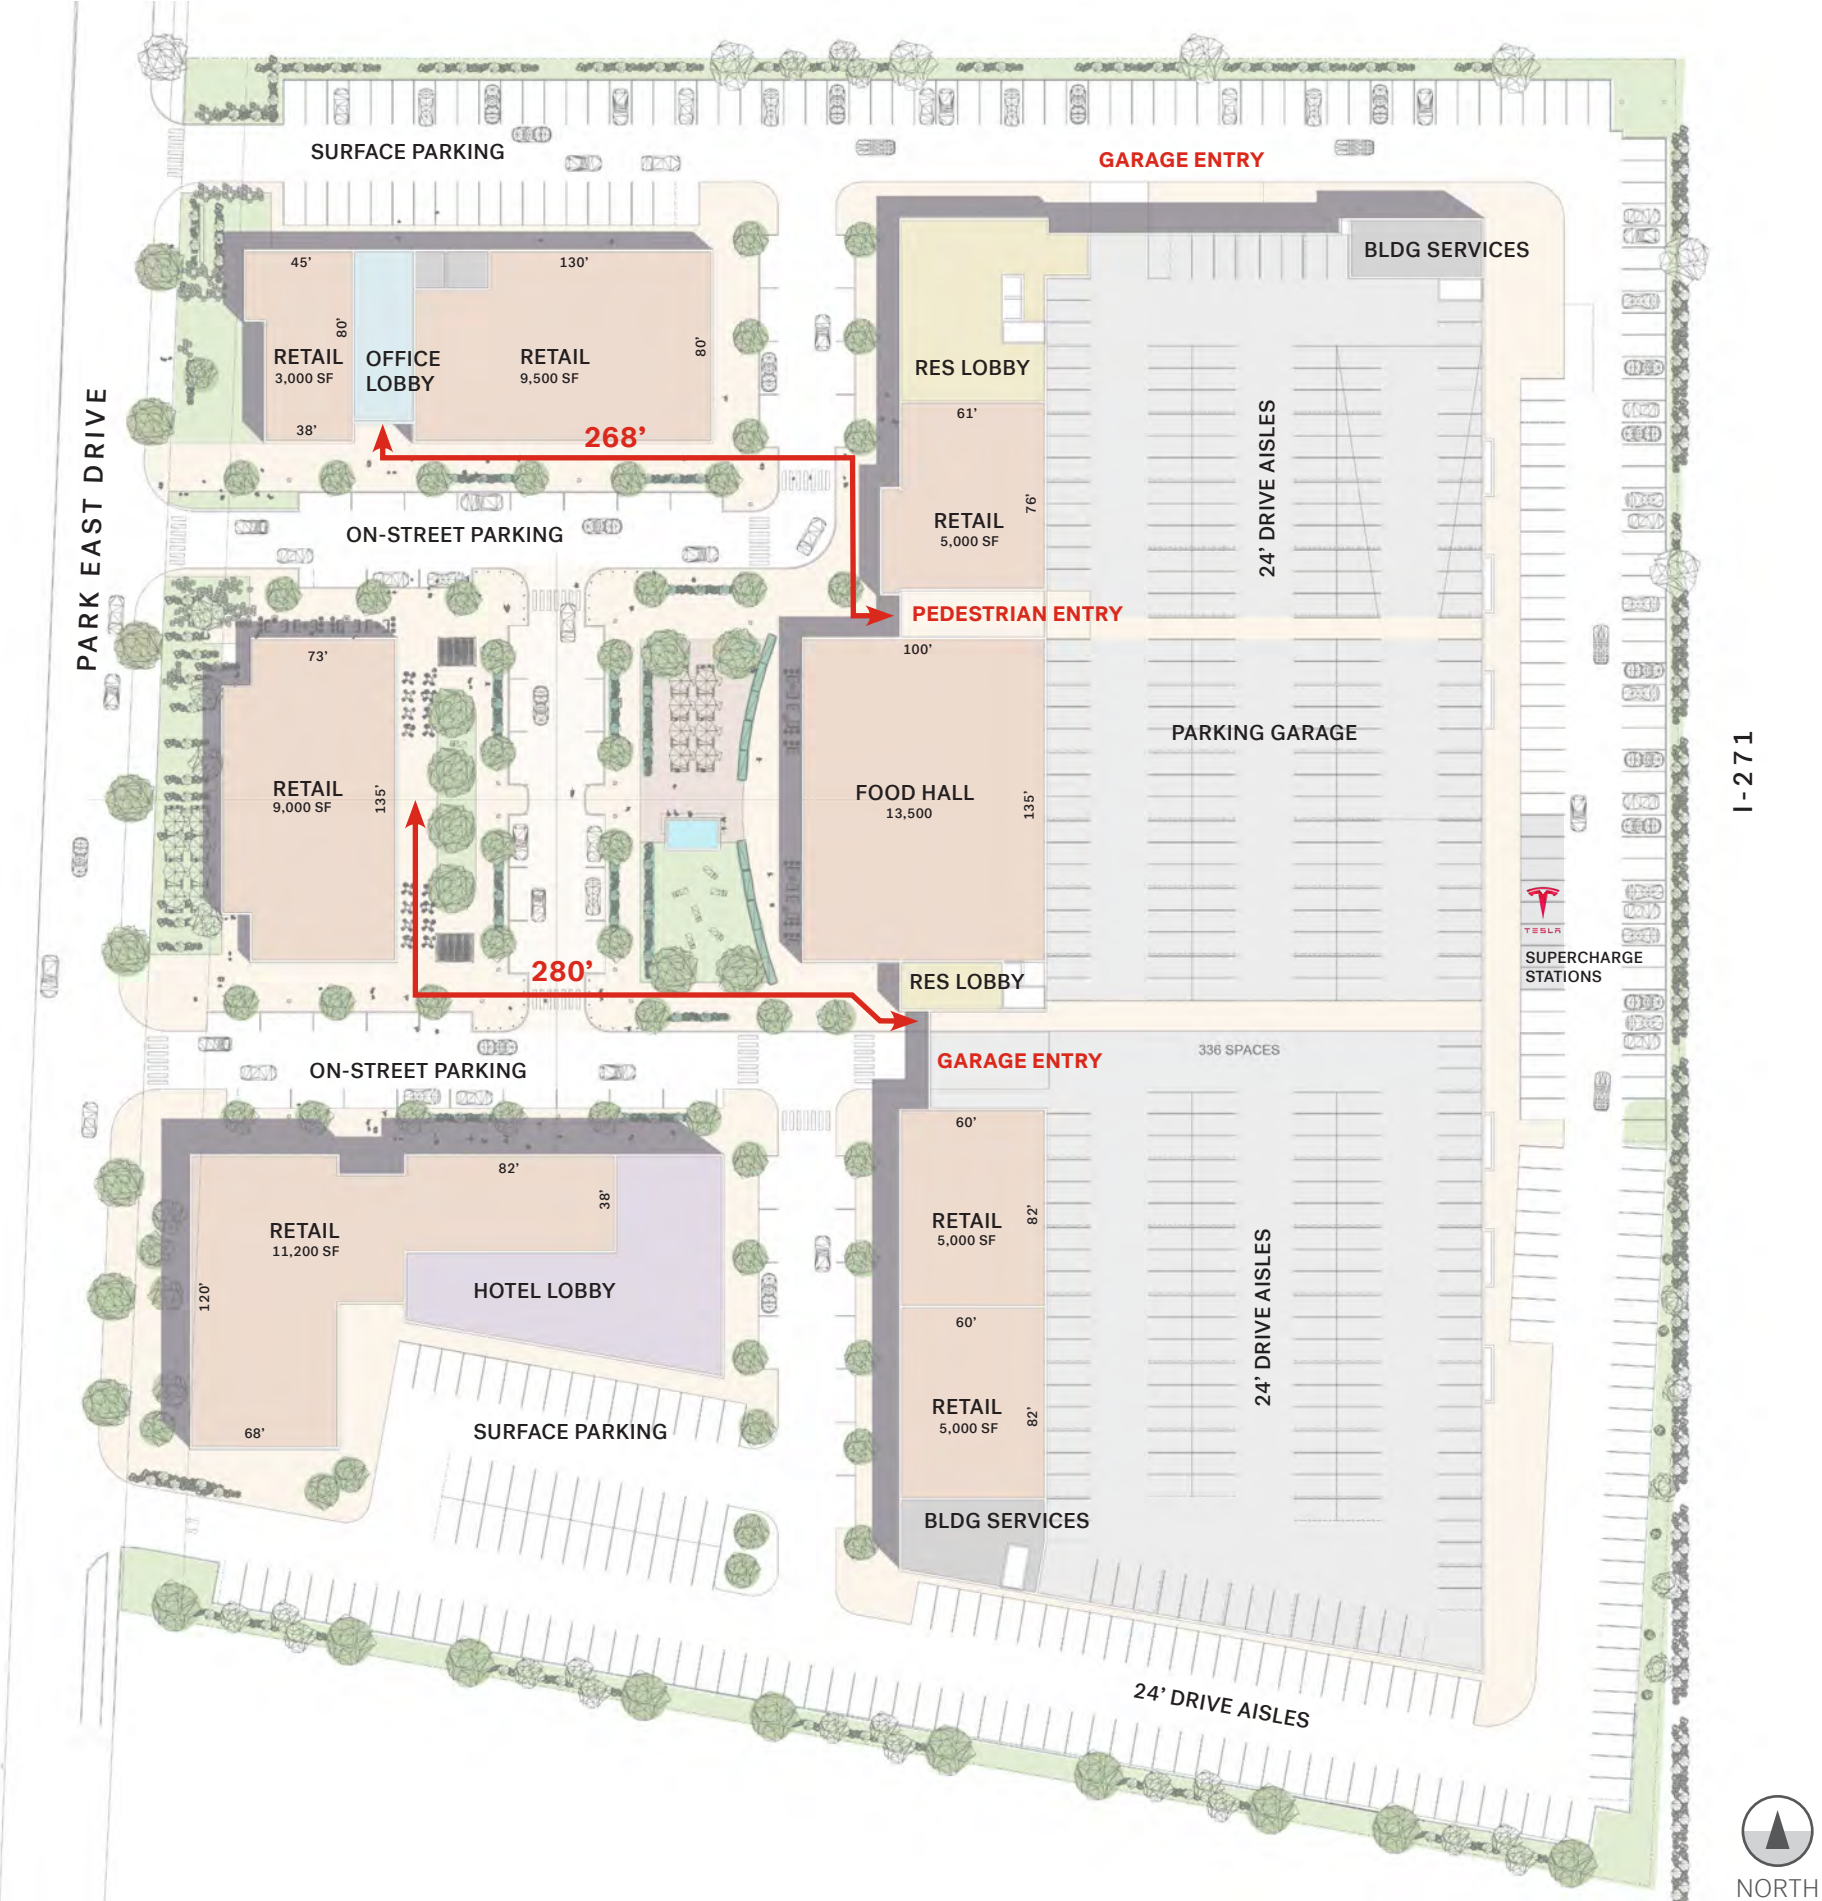 SURFACE PARKING
GARAGE ENTRY
BLDG SERVICES
45'
130'
80'
80'
RETAIL
3,000 SF
OFFICE
LOBBY
RETAIL
9,500 SF
RES LOBBY
38'
268'
61'
RETAIL
5,000 SF
76'
24' DRIVE AISLES
PARK EAST DRIVE
ON-STREET PARKING
PEDESTRIAN ENTRY
73'
100'
RETAIL
9,000 SF
135'
FOOD HALL
13,500
135'
PARKING GARAGE
I-271
TESLA
SUPERCHARGE
STATIONS
280'
RES LOBBY
GARAGE ENTRY
336 SPACES
ON-STREET PARKING
60'
82'
38'
RETAIL
11,200 SF
120'
HOTEL LOBBY
RETAIL
5,000 SF
82'
24' DRIVE AISLES
60'
RETAIL
5,000 SF
82'
68'
SURFACE PARKING
BLDG SERVICES
24' DRIVE AISLES
NORTH